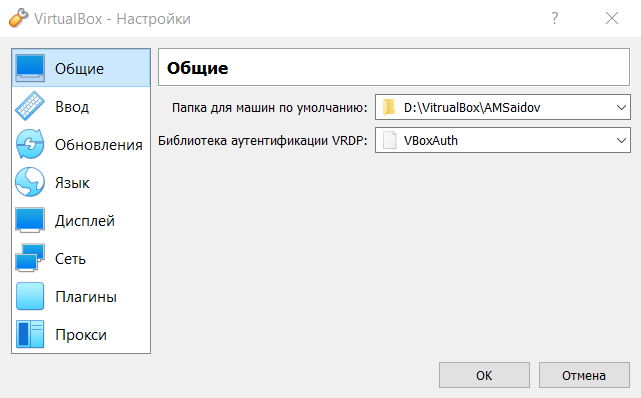 VirtualBox - Настройки
?
Общие
Ввод
Обновления
Язык
Дисплей
Сеть
Плагины
Прокси
Общие
Папка для машин по умолчанию: D:\VitrualBox\AMSaidov
Библиотека аутентификации VRDP: VBoxAuth
OK Отмена